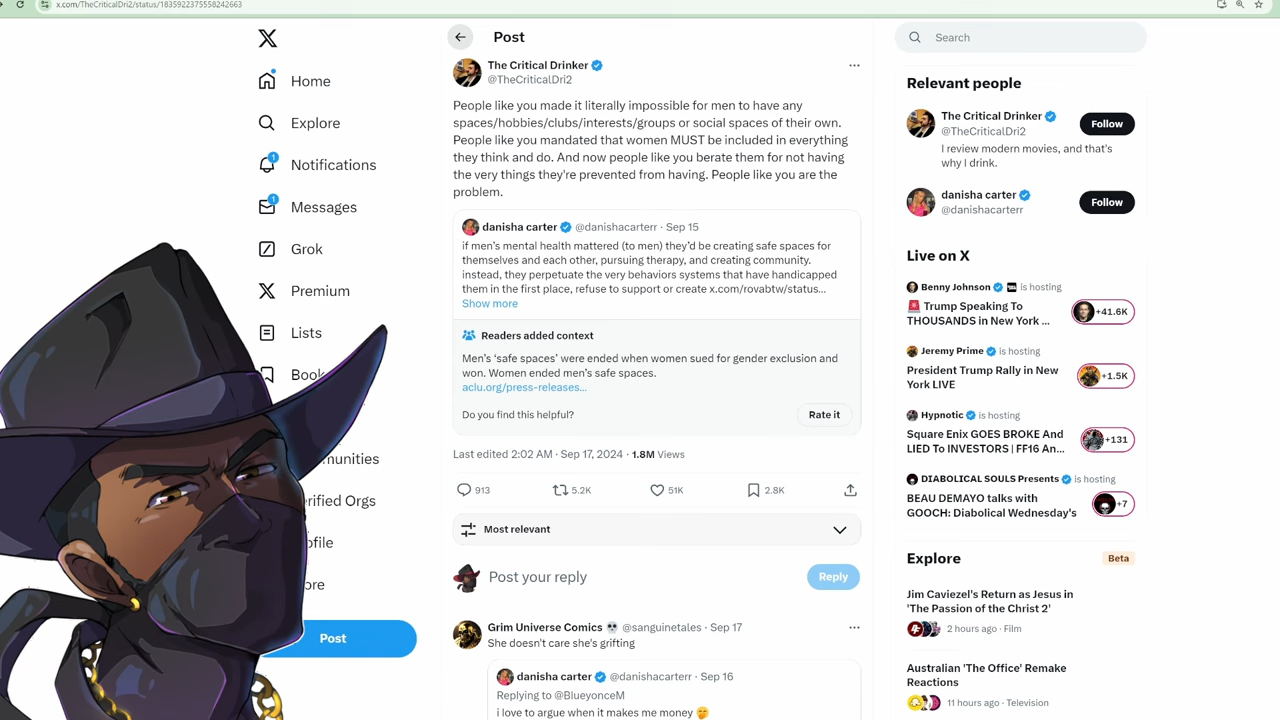 x.com/TheCriticalDri2/status/1835922375558242663
Home
Explore
1
Notifications
1
Messages
Grok
Premium
Lists
Post
Post
The Critical Drinker
@TheCriticalDri2
People like you made it literally impossible for men to have any
spaces/hobbies/clubs/interests/groups or social spaces of their own.
People like you mandated that women MUST be included in everything
they think and do. And now people like you berate them for not having
the very things they're prevented from having. People like you are the
problem.
danisha carter @danishacarterr · Sep 15
if men's mental health mattered (to men) they'd be creating safe spaces for
themselves and each other, pursuing therapy, and creating community.
instead, they perpetuate the very behaviors systems that have handicapped
them in the first place, refuse to support or create x.com/rovabtw/status...
Show more
Readers added context
Men's 'safe spaces' were ended when women sued for gender exclusion and
won. Women ended men's safe spaces.
aclu.org/press-releases...
Do you find this helpful?
Rate it
Last edited 2:02 AM · Sep 17, 2024 · 1.8M Views
913
5.2K
51K
2.8K
Most relevant
Post your reply
Reply
Grim Universe Comics @sanguinetales · Sep 17
She doesn't care she's grifting
danisha carter @danishacarterr · Sep 16
Replying to @BlueyonceM
i love to argue when it makes me money
Search
Relevant people
The Critical Drinker
@TheCriticalDri2
Follow
I review modern movies, and that's
why I drink.
danisha carter
@danishacarterr
Follow
Live on X
Benny Johnson is hosting
Trump Speaking To
THOUSANDS in New York ...
+41.6K
Jeremy Prime is hosting
President Trump Rally in New
York LIVE
+1.5K
Hypnotic is hosting
Square Enix GOES BROKE And
LIED To INVESTORS | FF16 An...
+131
DIABOLICAL SOULS Presents is hosting
BEAU DEMAYO talks with
GOOCH: Diabolical Wednesday's
+7
Explore
Beta
Jim Caviezel's Return as Jesus in
'The Passion of the Christ 2'
2 hours ago · Film
Australian 'The Office' Remake
Reactions
11 hours ago · Television